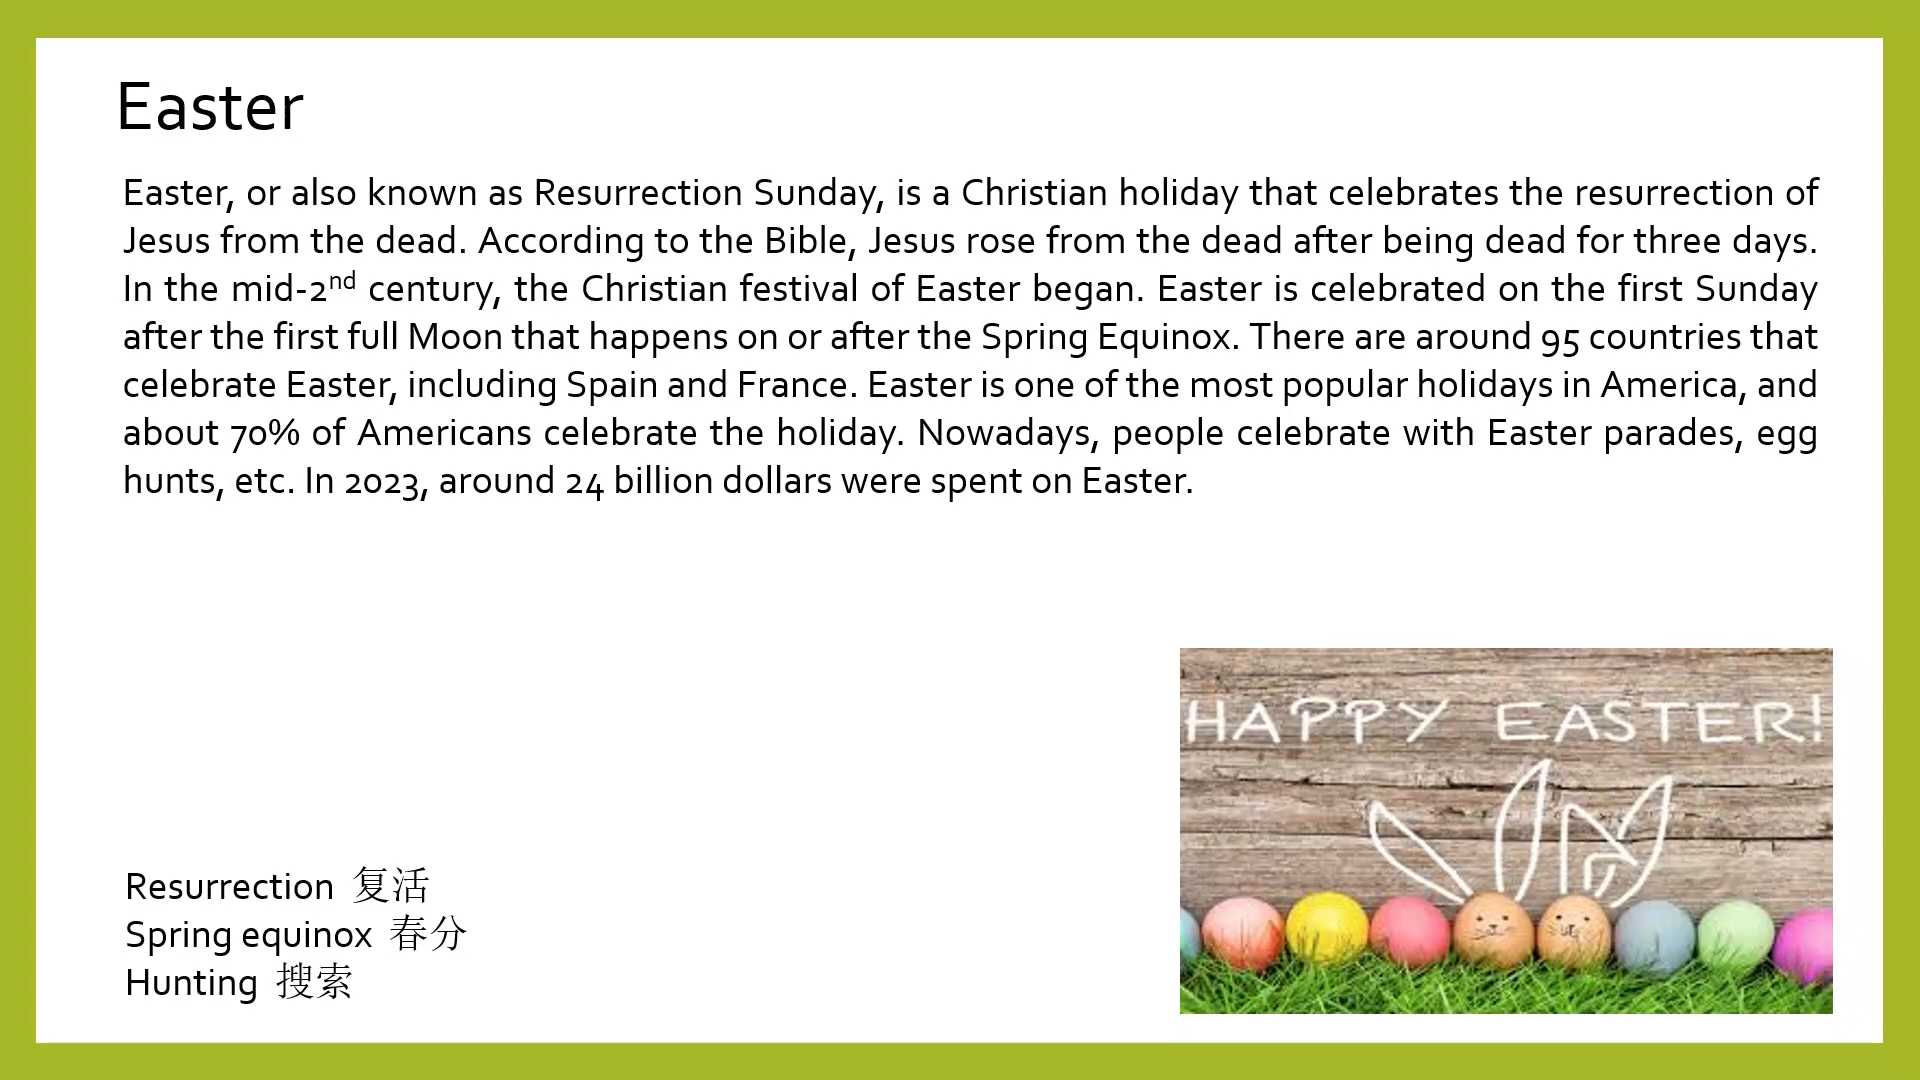 Easter
Easter, or also known as Resurrection Sunday, is a Christian holiday that celebrates the resurrection of
Jesus from the dead. According to the Bible, Jesus rose from the dead after being dead for three days.
In the mid-2nd century, the Christian festival of Easter began. Easter is celebrated on the first Sunday
after the first full Moon that happens on or after the Spring Equinox. There are around 95 countries that
celebrate Easter, including Spain and France. Easter is one of the most popular holidays in America, and
about 70% of Americans celebrate the holiday. Nowadays, people celebrate with Easter parades, egg
hunts, etc. In 2023, around 24 billion dollars were spent on Easter.
HAPPY EASTER!
Resurrection 复活
Spring equinox 春分
Hunting 搜索